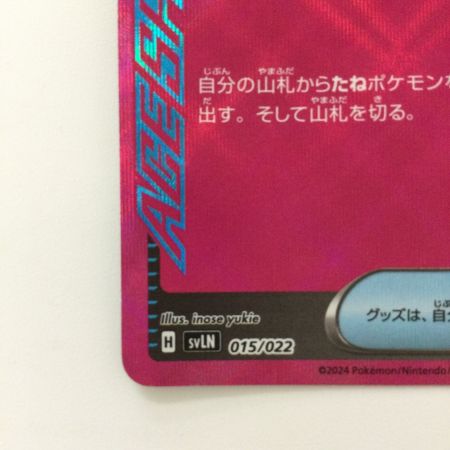 ACE SPEC
自分の山札からたねポケモンを
出す。そして山札を切る。
グッズは、自分
Illus. inose yukie
H svLN 015/022
©2024 Pokémon/Nintendo/